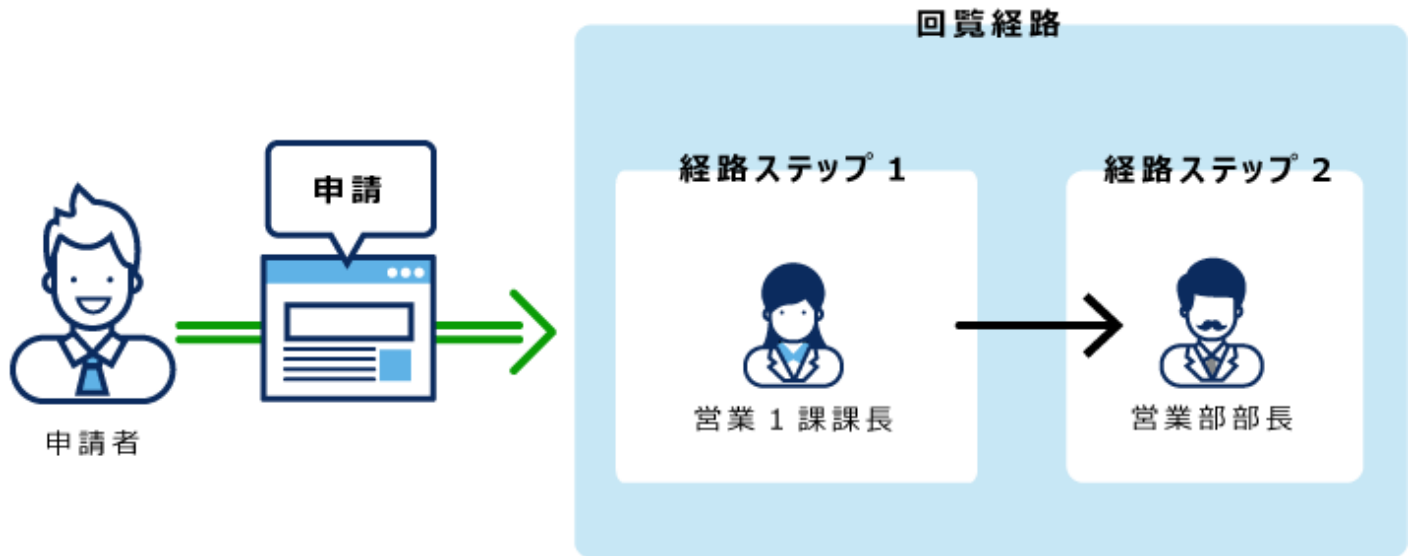 回覧経路
経路ステップ 1
経路ステップ 2
申請
営業 1 課課長
営業部部長
申請者